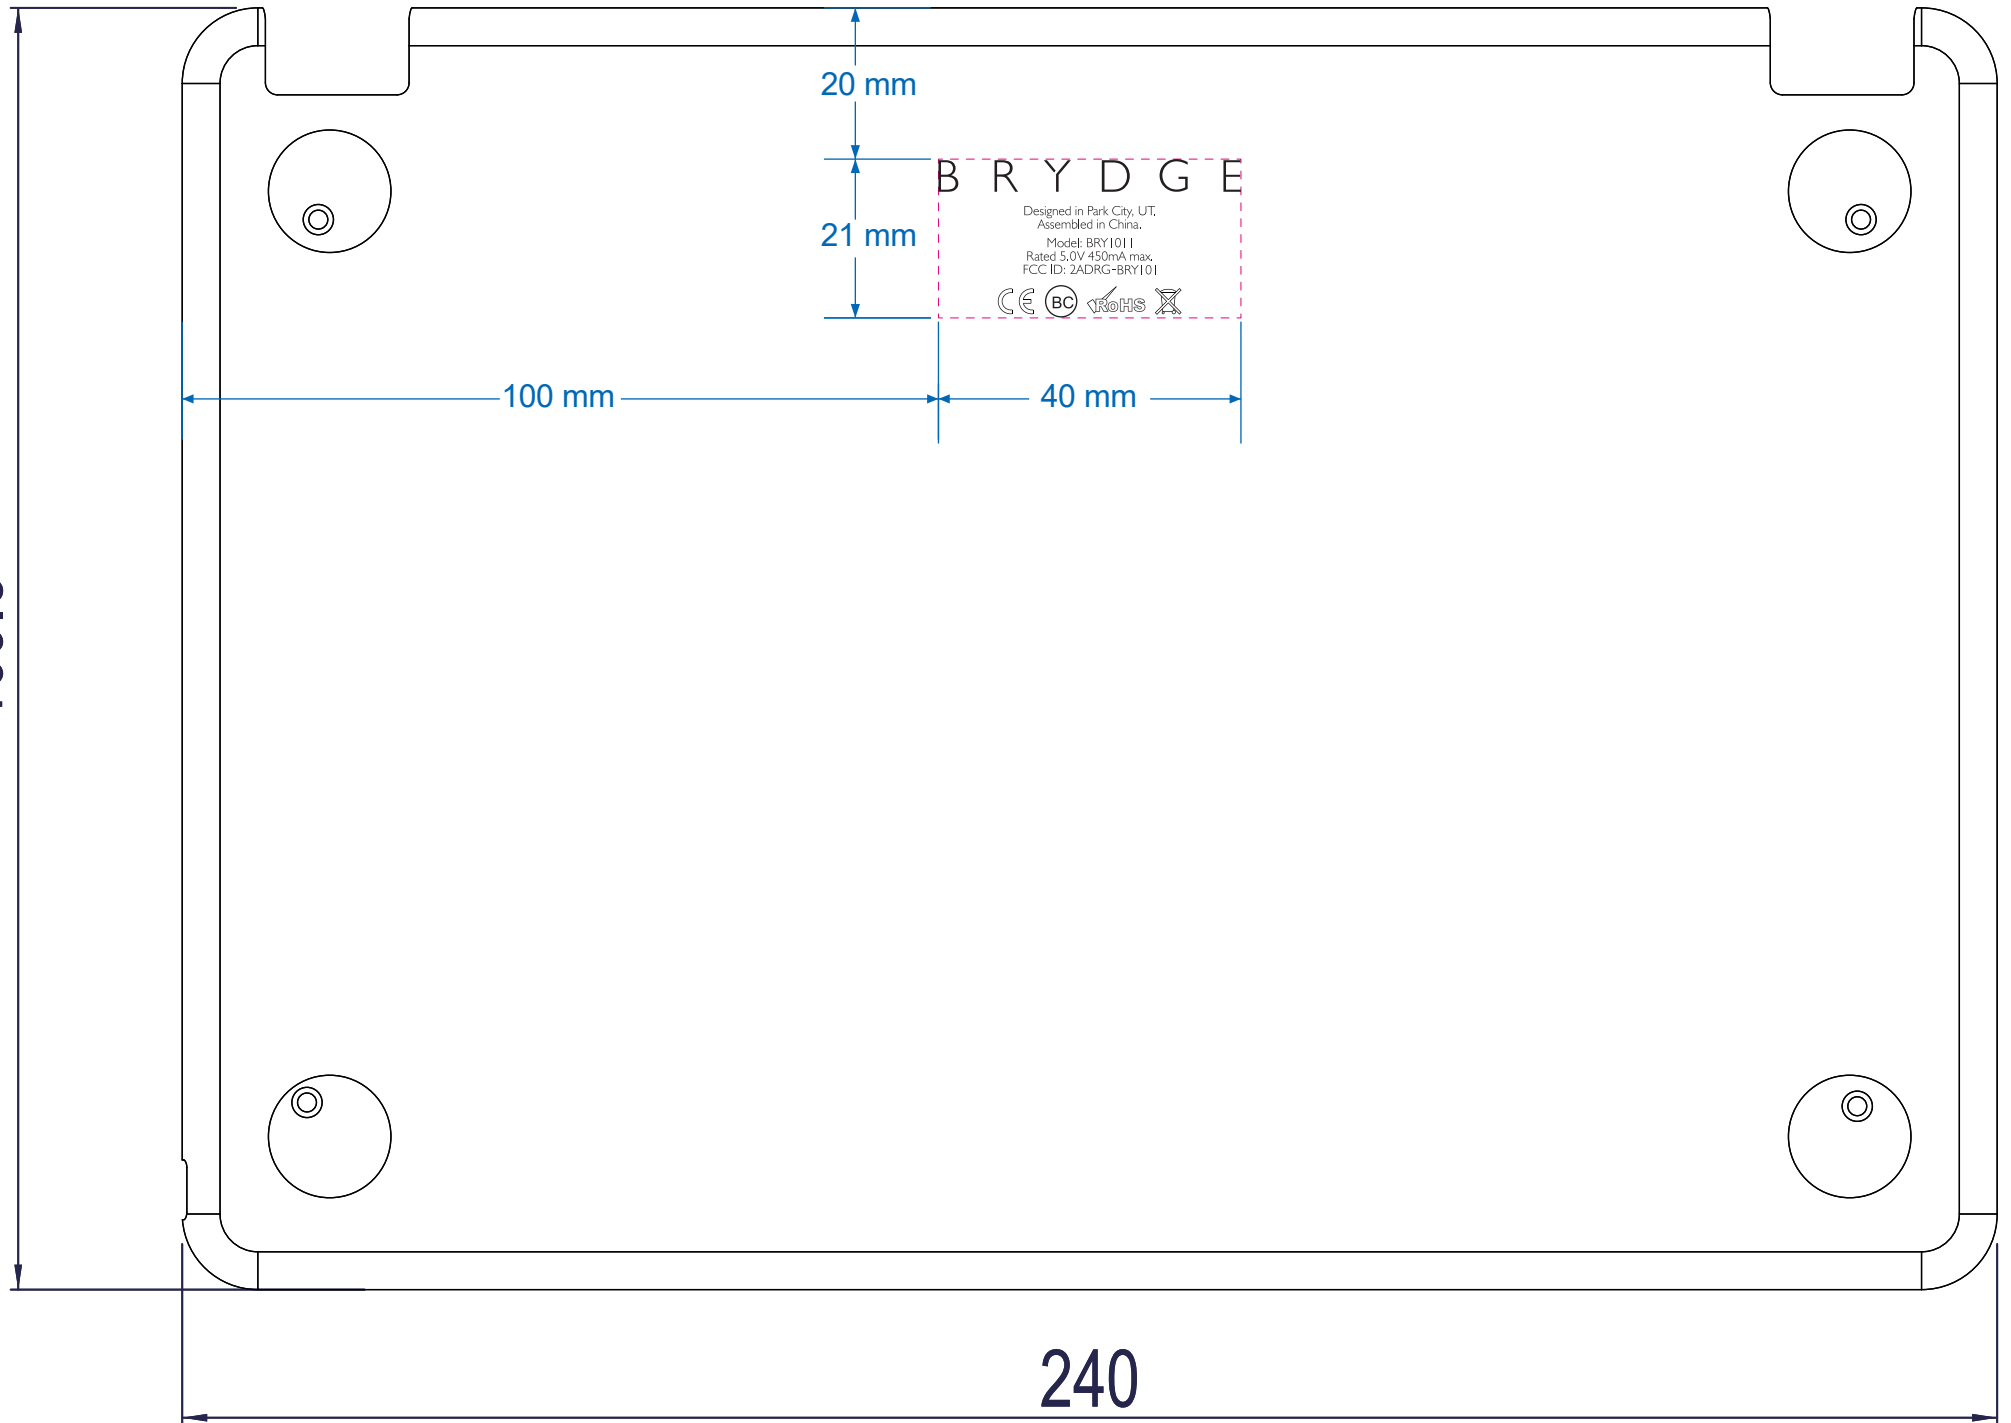 20 mm
B R Y D G E
Designed in Park City, UT.
Assembled in China.
21 mm
Model: BRY1011
Rated 5.0V 450mA max.
FCC ID: 2ADRG-BRY101
CE BC RoHS
100 mm
40 mm
240